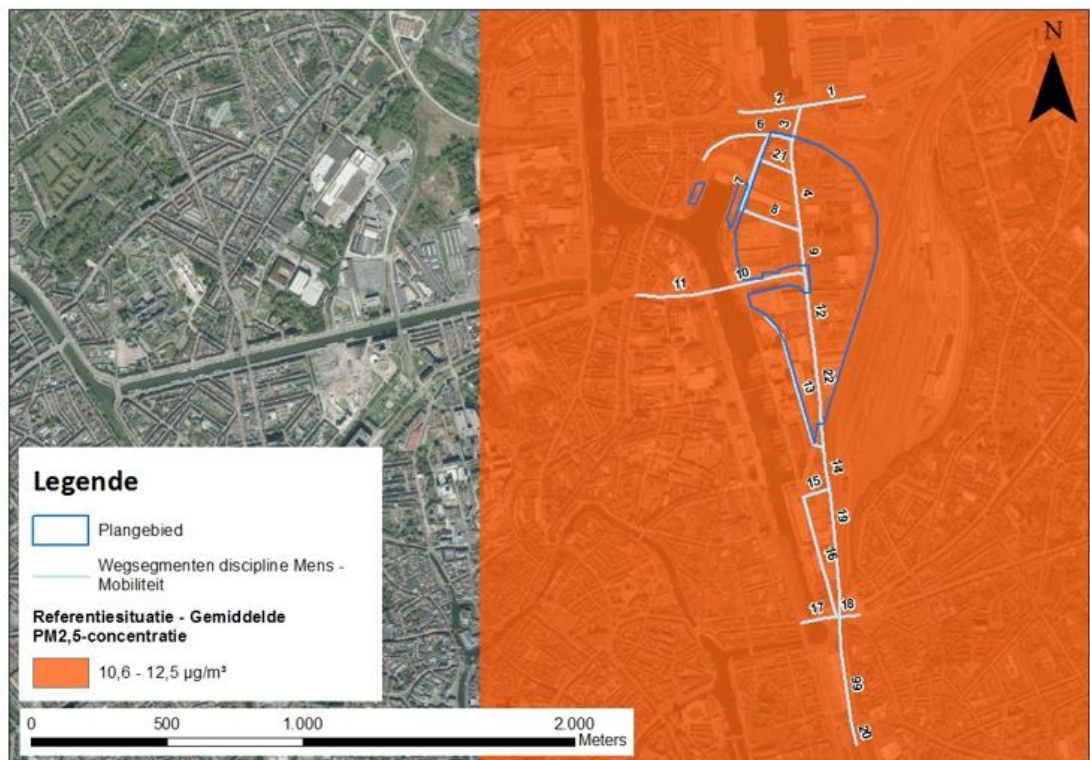 N
1
2
3
6
21
4
7
8
9
10
11
12
13
22
14
15
19
16
17
18
99
20
Legende
Plangebied
Wegsegmenten discipline Mens -
Mobiliteit
Referentiesituatie - Gemiddelde
PM2,5-concentratie
10,6 - 12,5 µg/m³
0 500 1.000 2.000
Meters